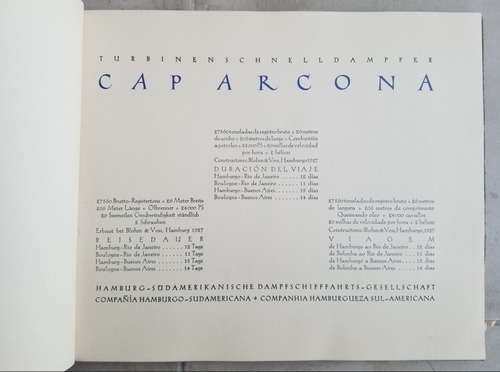 TURBINENSCHNELLDAMPFER
CAP ARCONA
27560 toneladas de registro bruto + 26 metros
de ancho + 206 metros de largo + Combustión
a petroleo + 24000 PS + 20 millas de velocidad
por hora + 2 hélices
Constructores: Blohm & Voss, Hamburgo 1927
DURACIÓN DEL VIAJE
Hamburgo - Rio de Janeiro . . . . 12 dias
Boulogne - Rio de Janeiro . . . . 11 dias
Hamburgo - Buenos Aires . . . . 15 dias
Boulogne - Buenos Aires . . . . 14 dias
27560 Brutto-Registertons + 26 Meter Breite
206 Meter Länge + Ölbrenner + 24000 PS
20 Seemeilen Geschwindigkeit stündlich
2 Schrauben
Erbaut bei Blohm & Voss, Hamburg 1927
REISEDAUER
Hamburg - Rio de Janeiro . . . . 12 Tage
Boulogne - Rio de Janeiro . . . . 11 Tage
Hamburg - Buenos Aires . . . . 15 Tage
Boulogne - Buenos Aires . . . . 14 Tage
27560 toneladas de registro bruto + 26 metros
de largura + 206 metros de comprimento
Queimando oleo + 24000 cavallos
20 milhas de velocidade por hora + 2 helices
Constructores: Blohm & Voss, Hamburgo, 1927
VIAGEM
de Hamburgo ao Rio de Janeiro . . 12 dias
de Bolonha ao Rio de Janeiro . . 11 dias
de Hamburgo a Buenos Aires . . . 15 dias
de Bolonha a Buenos Aires . . . . 14 dias
HAMBURG-SÜDAMERIKANISCHE DAMPFSCHIFFFAHRTS-GESELLSCHAFT
COMPAÑÍA HAMBURGO-SUDAMERICANA + COMPANHIA HAMBURGUEZA SUL-AMERICANA